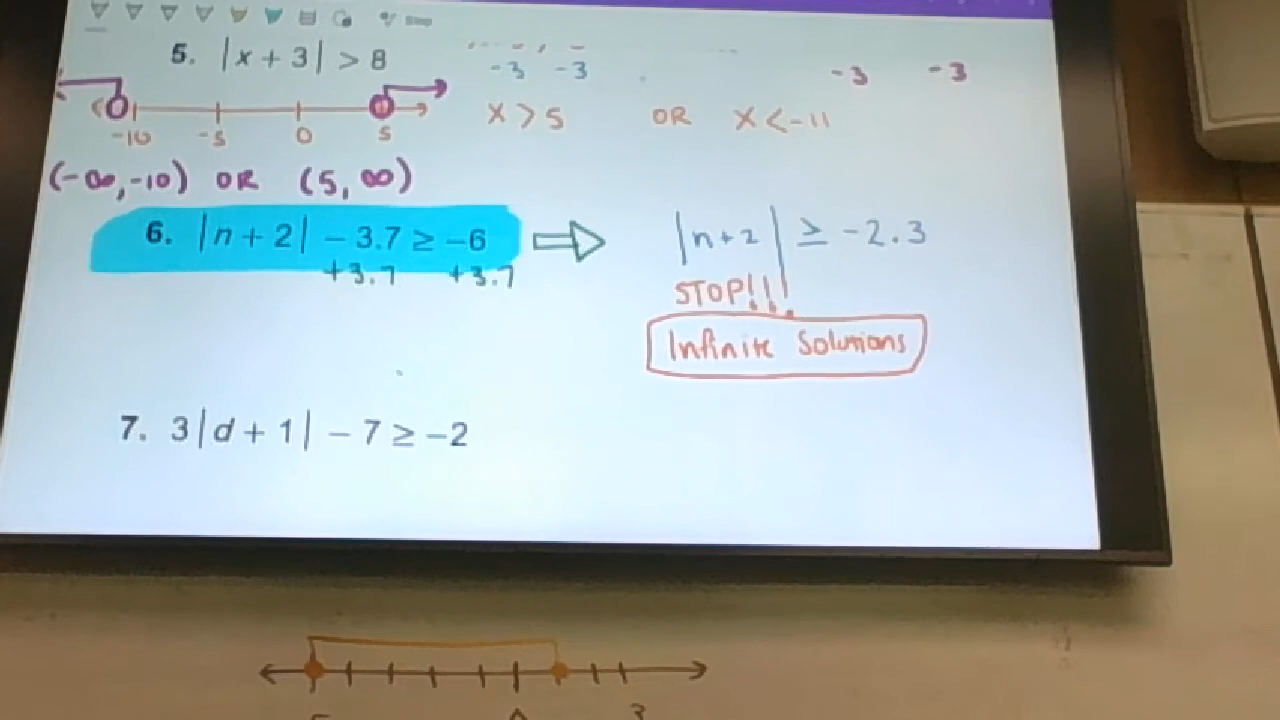 5. |x + 3| > 8
-3 -3 -3 -3
-10 -5 0 5
x > 5 OR x < -11
(-∞, -10) OR (5, ∞)
6. |n + 2| - 3.7 ≥ -6
+3.7 +3.7
|n+2| ≥ -2.3
STOP!!!
Infinite Solutions
7. 3|d + 1| - 7 ≥ -2